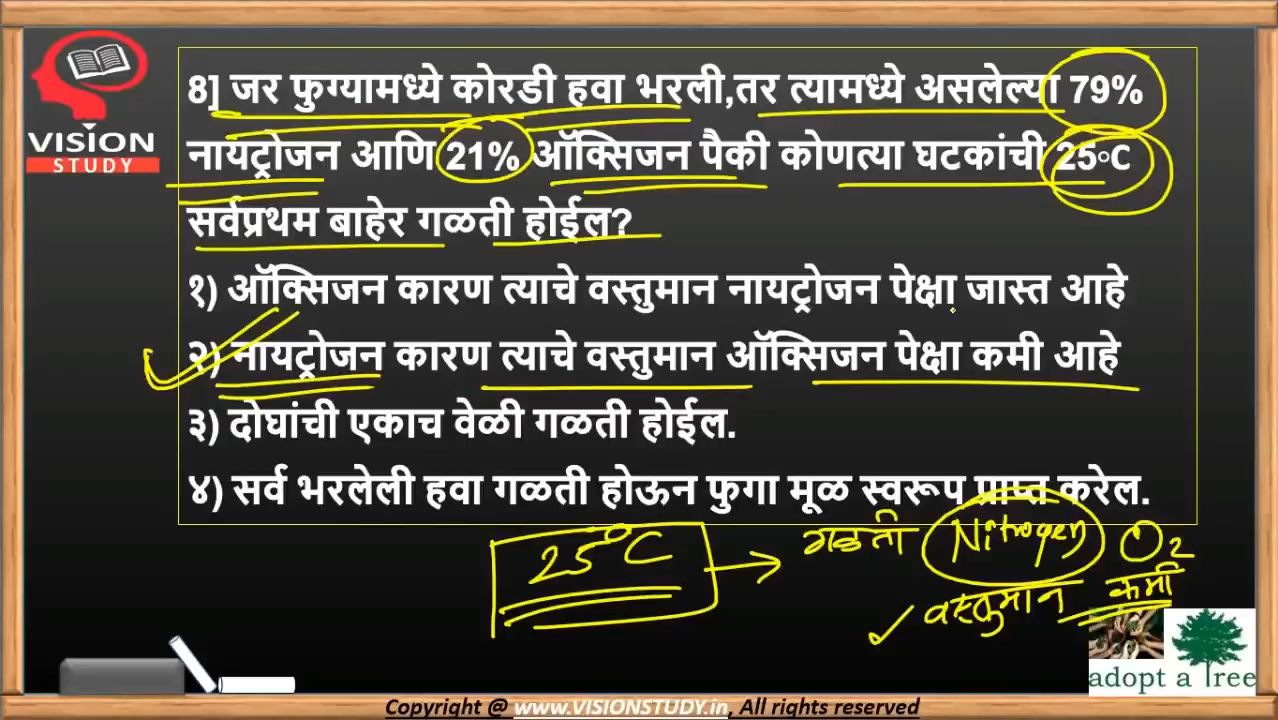 VISION
STUDY
8] जर फुग्यामध्ये कोरडी हवा भरली,तर त्यामध्ये असलेल्या 79%
नायट्रोजन आणि 21% ऑक्सिजन पैकी कोणत्या घटकांची 25°C
सर्वप्रथम बाहेर गळती होईल?
१) ऑक्सिजन कारण त्याचे वस्तुमान नायट्रोजन पेक्षा जास्त आहे
२) नायट्रोजन कारण त्याचे वस्तुमान ऑक्सिजन पेक्षा कमी आहे
३) दोघांची एकाच वेळी गळती होईल.
४) सर्व भरलेली हवा गळती होऊन फुगा मूळ स्वरूप प्राप्त करेल.
25°C गळती Nitrogen O2
वस्तुमान कमी
adopt a Tree
Copyright @ www.VISIONSTUDY.in, All rights reserved